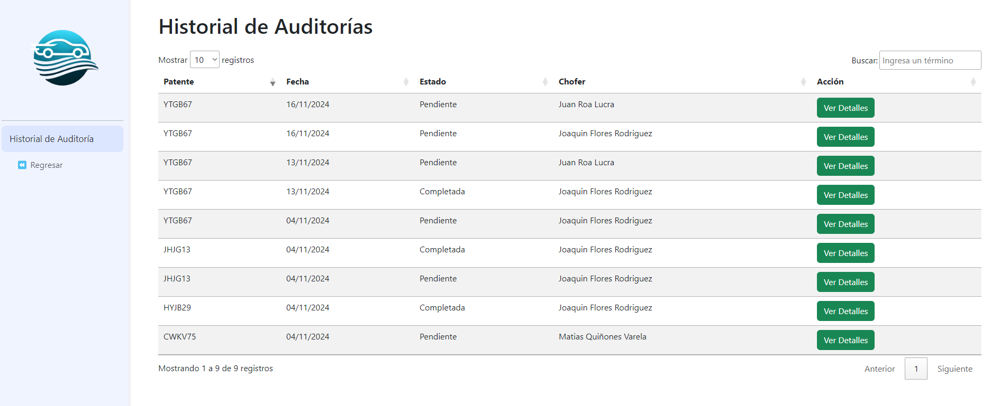 Historial de Auditorías
Mostrar 10 registros
Buscar: Ingresa un término
Patente Fecha Estado Chofer Acción
YTGB67 16/11/2024 Pendiente Juan Roa Lucra Ver Detalles
YTGB67 16/11/2024 Pendiente Joaquin Flores Rodriguez Ver Detalles
YTGB67 13/11/2024 Pendiente Juan Roa Lucra Ver Detalles
YTGB67 13/11/2024 Completada Joaquin Flores Rodriguez Ver Detalles
YTGB67 04/11/2024 Pendiente Joaquin Flores Rodriguez Ver Detalles
JHJG13 04/11/2024 Completada Joaquin Flores Rodriguez Ver Detalles
JHJG13 04/11/2024 Pendiente Joaquin Flores Rodriguez Ver Detalles
HYJB29 04/11/2024 Completada Joaquin Flores Rodriguez Ver Detalles
CWKV75 04/11/2024 Pendiente Matias Quiñones Varela Ver Detalles
Mostrando 1 a 9 de 9 registros
Anterior 1 Siguiente
Historial de Auditoría
Regresar